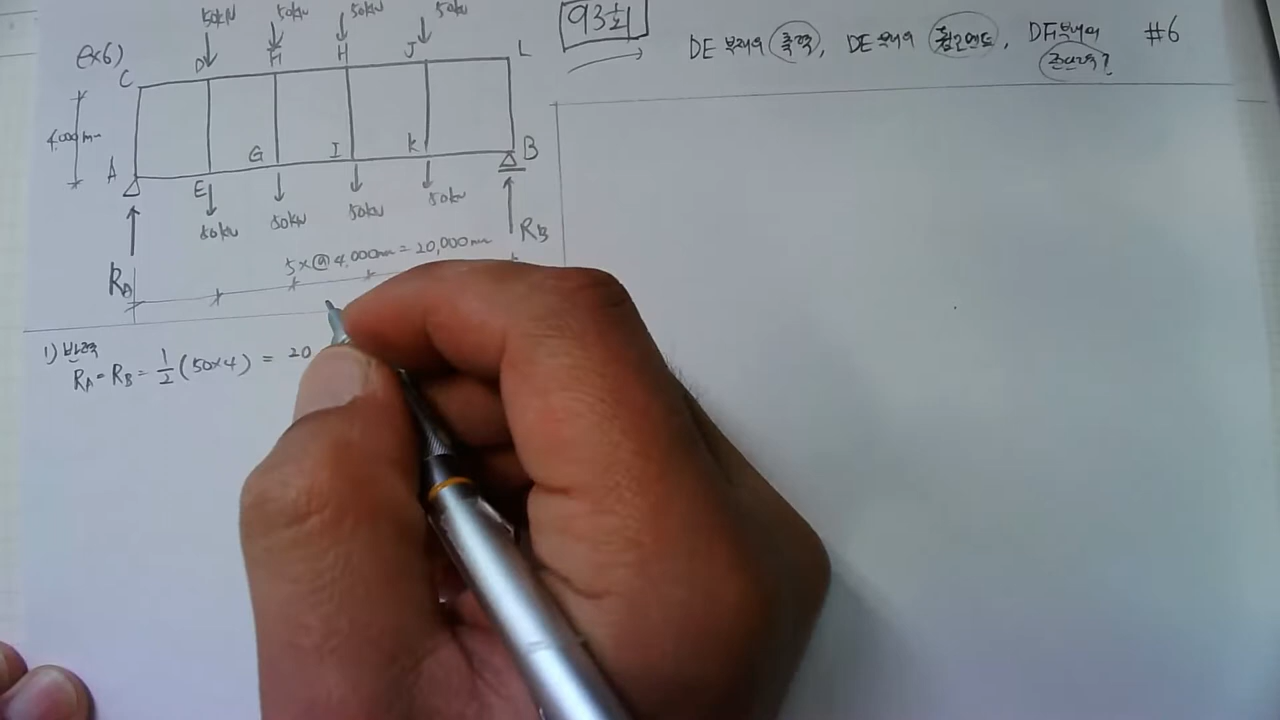 EX6)
93회
DE 부재의 축력, DE 부재의 휨모멘트, DF부재의 전단력?
#6
50kN 50kN 50kN 50kN
C D F H J L
4.000mm
A E G I K B
50kN 50kN 50kN 50kN
RA RB
5×@4.000mm = 20,000mm
1) 반력
RA = RB = 1/2 (50×4) = 20